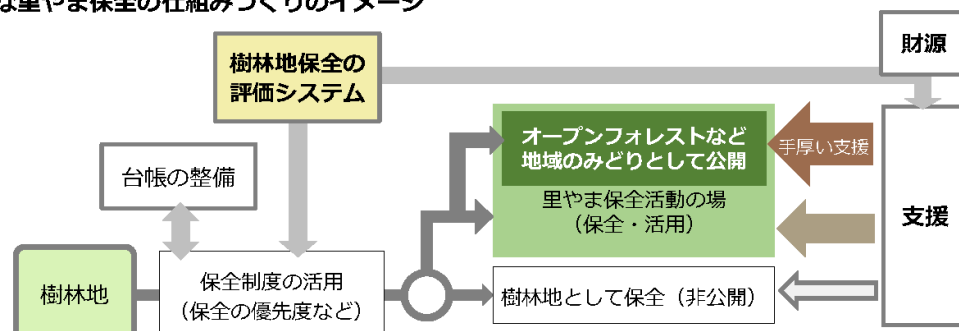 な里やま保全の仕組みづくりのイメージ
財源
樹林地保全の
評価システム
オープンフォレストなど
地域のみどりとして公開
手厚い支援
台帳の整備
里やま保全活動の場
（保全・活用）
支援
樹林地
保全制度の活用
（保全の優先度など）
樹林地として保全（非公開）